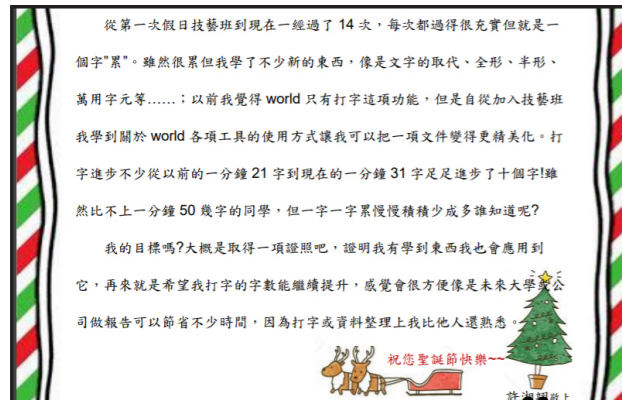 從第一次假日技藝班到現在一經過了 14 次，每次都過得很充實但就是一
個字"累"。雖然很累但我學了不少新的東西，像是文字的取代、全形、半形、
萬用字元等……；以前我覺得 world 只有打字這項功能，但是自從加入技藝班
我學到關於 world 各項工具的使用方式讓我可以把一項文件變得更精美化。打
字進步不少從以前的一分鐘 21 字到現在的一分鐘 31 字足足進步了十個字!雖
然比不上一分鐘 50 幾字的同學，但一字一字累慢慢積積少成多誰知道呢?
我的目標嗎?大概是取得一項證照吧，證明我有學到東西我也會應用到
它，再來就是希望我打字的字數能繼續提升，感覺會很方便像是未來大學或公
司做報告可以節省不少時間，因為打字或資料整理上我比他人還熟悉。
祝您聖誕節快樂~~
許湘 敬上